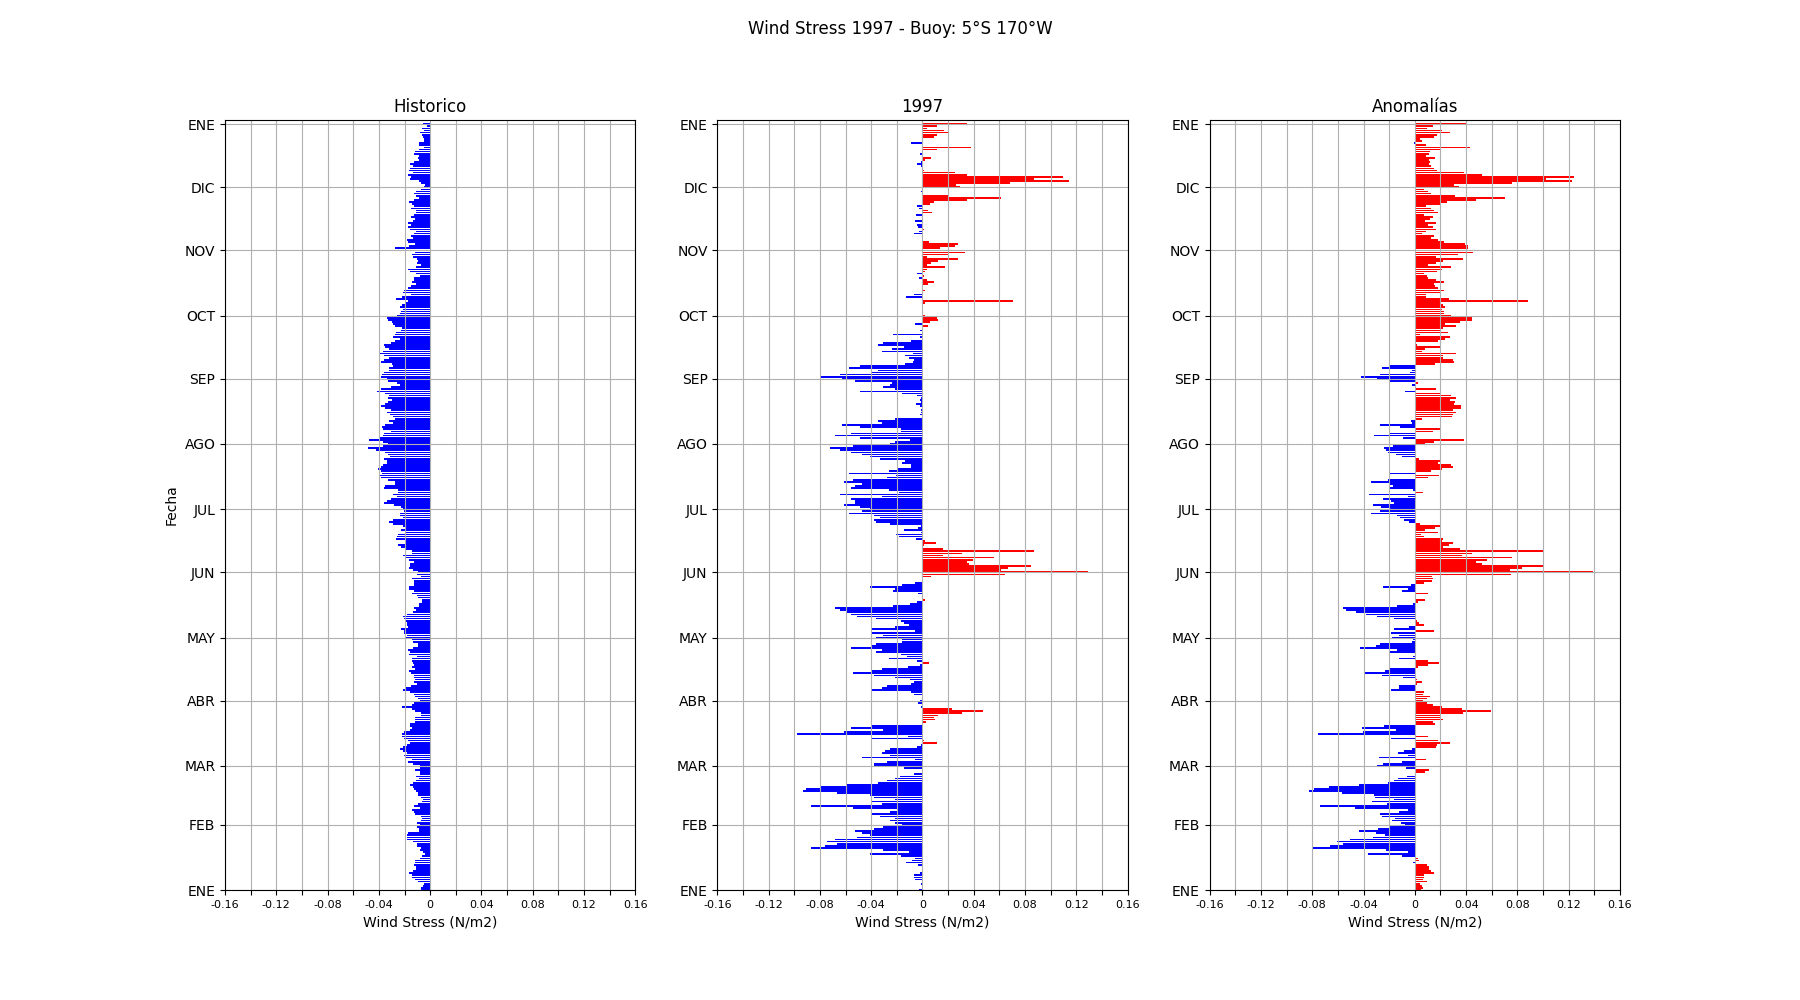 Wind Stress 1997 - Buoy: 5°S 170°W
Historico
ENE
DIC
NOV
OCT
SEP
AGO
JUL
JUN
MAY
ABR
MAR
FEB
ENE
Fecha
-0.16 -0.12 -0.08 -0.04 0 0.04 0.08 0.12 0.16
Wind Stress (N/m2)
1997
ENE
DIC
NOV
OCT
SEP
AGO
JUL
JUN
MAY
ABR
MAR
FEB
ENE
-0.16 -0.12 -0.08 -0.04 0 0.04 0.08 0.12 0.16
Wind Stress (N/m2)
Anomalías
ENE
DIC
NOV
OCT
SEP
AGO
JUL
JUN
MAY
ABR
MAR
FEB
ENE
-0.16 -0.12 -0.08 -0.04 0 0.04 0.08 0.12 0.16
Wind Stress (N/m2)